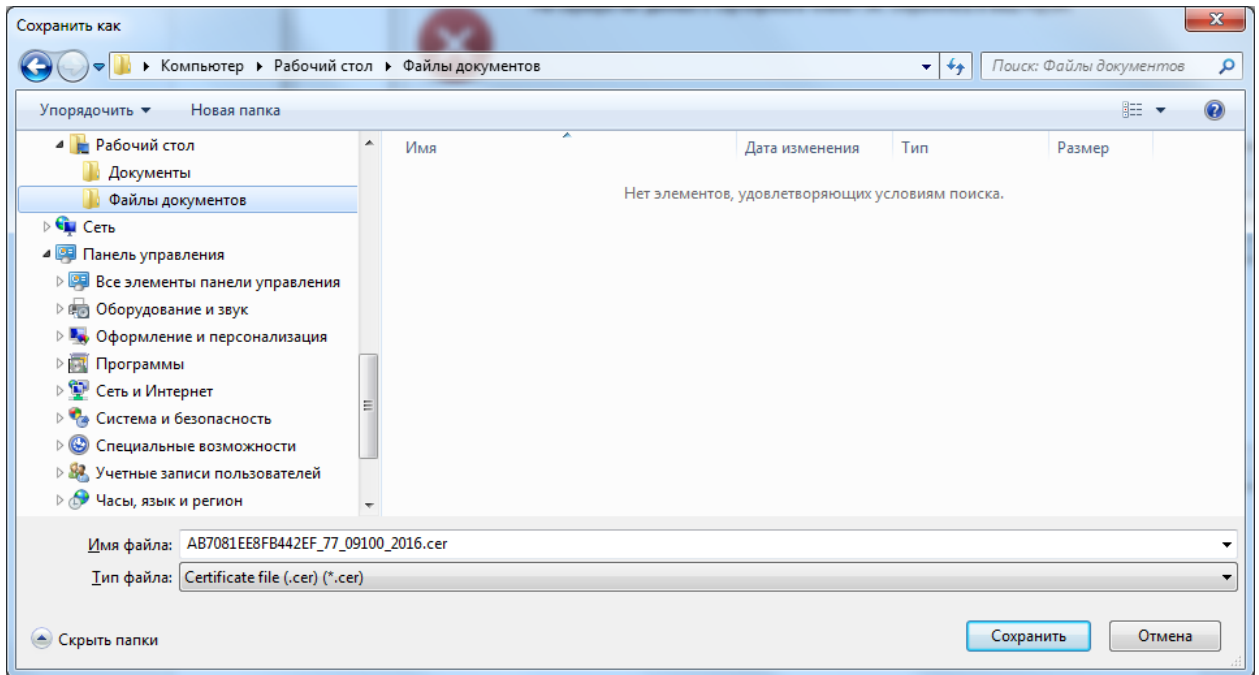 Сохранить как
Компьютер ▸ Рабочий стол ▸ Файлы документов
Поиск: Файлы документов
Упорядочить Новая папка
Рабочий стол
Документы
Файлы документов
Сеть
Панель управления
Все элементы панели управления
Оборудование и звук
Оформление и персонализация
Программы
Сеть и Интернет
Система и безопасность
Специальные возможности
Учетные записи пользователей
Часы, язык и регион
Имя Дата изменения Тип Размер
Нет элементов, удовлетворяющих условиям поиска.
Имя файла: AB7081EE8FB442EF_77_09100_2016.cer
Тип файла: Certificate file (.cer) (*.cer)
Скрыть папки
Сохранить Отмена